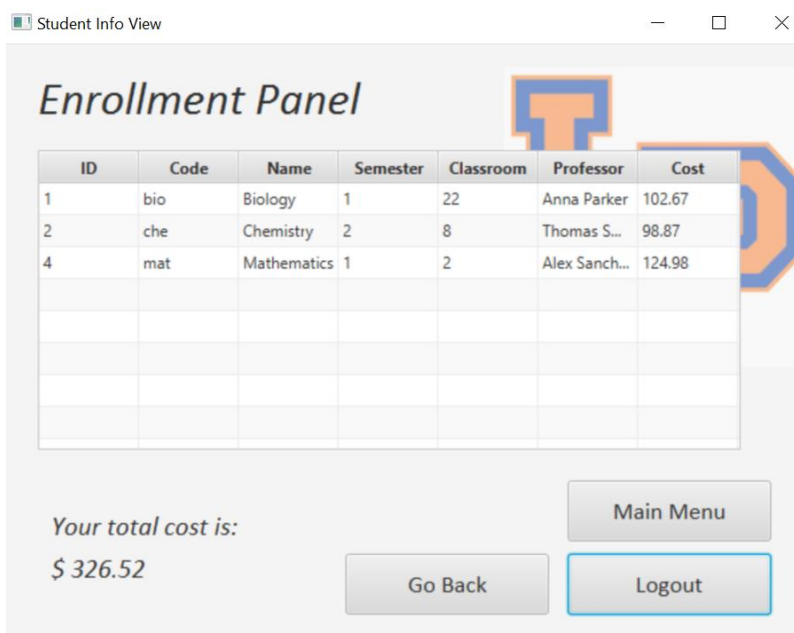 Student Info View
Enrollment Panel
ID Code Name Semester Classroom Professor Cost
1 bio Biology 1 22 Anna Parker 102.67
2 che Chemistry 2 8 Thomas S... 98.87
4 mat Mathematics 1 2 Alex Sanch... 124.98
Your total cost is:
$ 326.52
Main Menu
Go Back
Logout